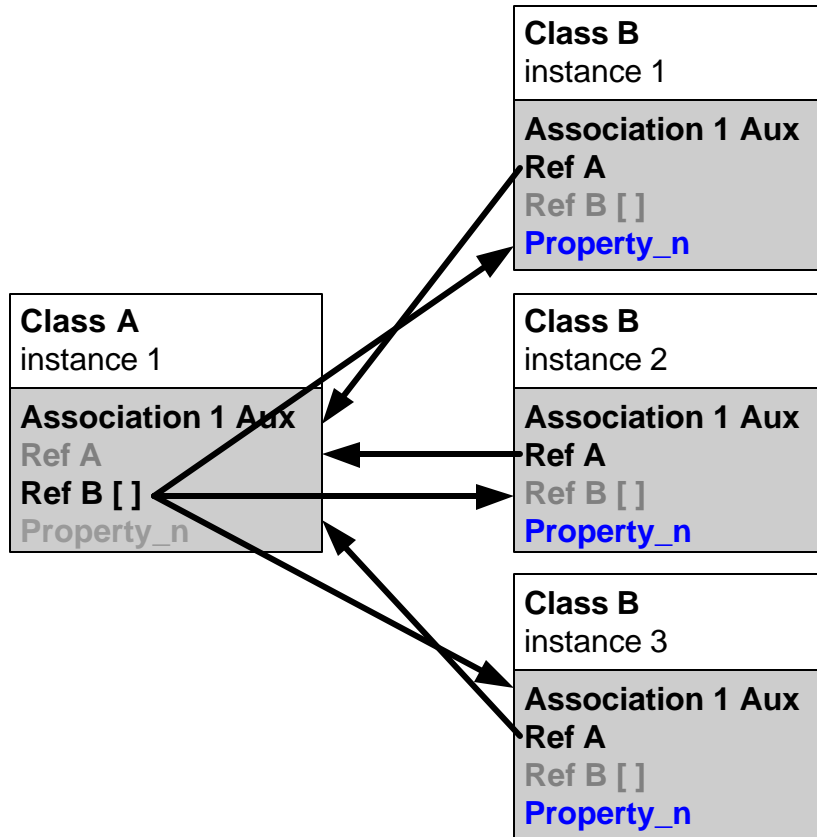 Class B
instance 1
Association 1 Aux
Ref A
Ref B [ ]
Property_n
Class A
instance 1
Association 1 Aux
Ref A
Ref B [ ]
Property_n
Class B
instance 2
Association 1 Aux
Ref A
Ref B [ ]
Property_n
Class B
instance 3
Association 1 Aux
Ref A
Ref B [ ]
Property_n